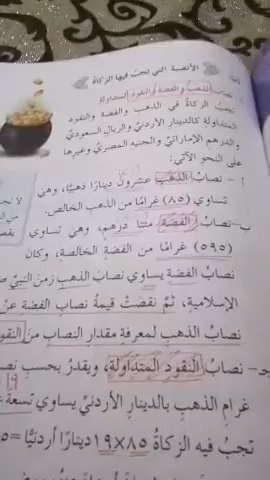 الأنصبة التي تجب فيها الزكاة
نصاب الذهب والفضة والنقود المتداولة
تجب الزكاة في الذهب والفضة والنقود
المتداولة كالدينار الأردني والريال السعودي
والدرهم الإماراتي والجنيه المصري وغيرها
على النحو الآتي:
أ - نصاب الذهب عشرون دينارًا ذهبيًا، وهي
تساوي (٨٥) غرامًا من الذهب الخالص.
ب- نصاب الفضة مئتا درهم، وهي تساوي
(٥٩٥) غرامًا من الفضة الخالصة، وكان
نصاب الفضة يساوي نصاب الذهب زمن النبي
الإسلامية، ثم نقصت قيمة نصاب الفضة عن
نصاب الذهب لمعرفة مقدار النصاب من النقود
جـ- نصاب النقود المتداولة، ويقدر بحسب نصاب
غرام الذهب بالدينار الأردني يساوي تسعة
تجب فيه الزكاة ٨٥×١٩ دينارًا أردنيًا=